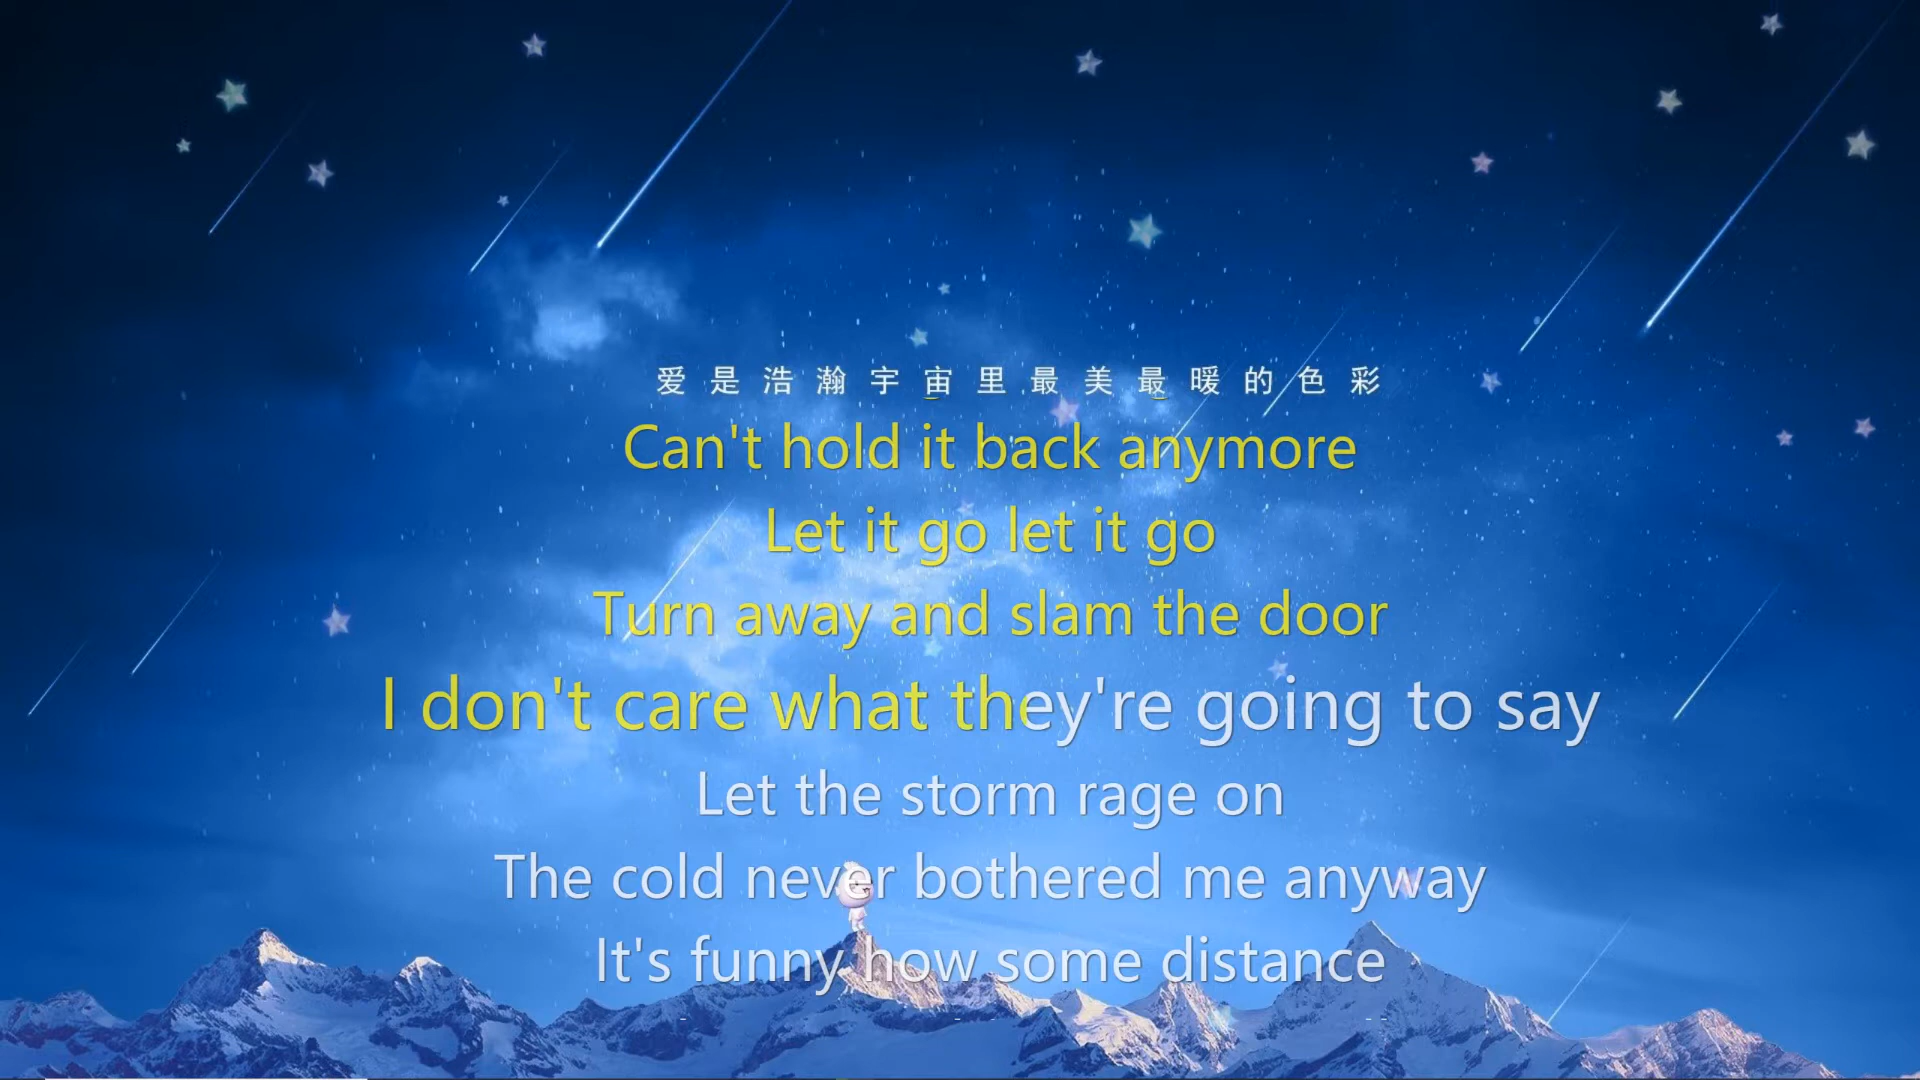 爱是浩瀚宇宙里最美最暖的色彩
Can't hold it back anymore
Let it go let it go
Turn away and slam the door
I don't care what they're going to say
Let the storm rage on
The cold never bothered me anyway
It's funny how some distance